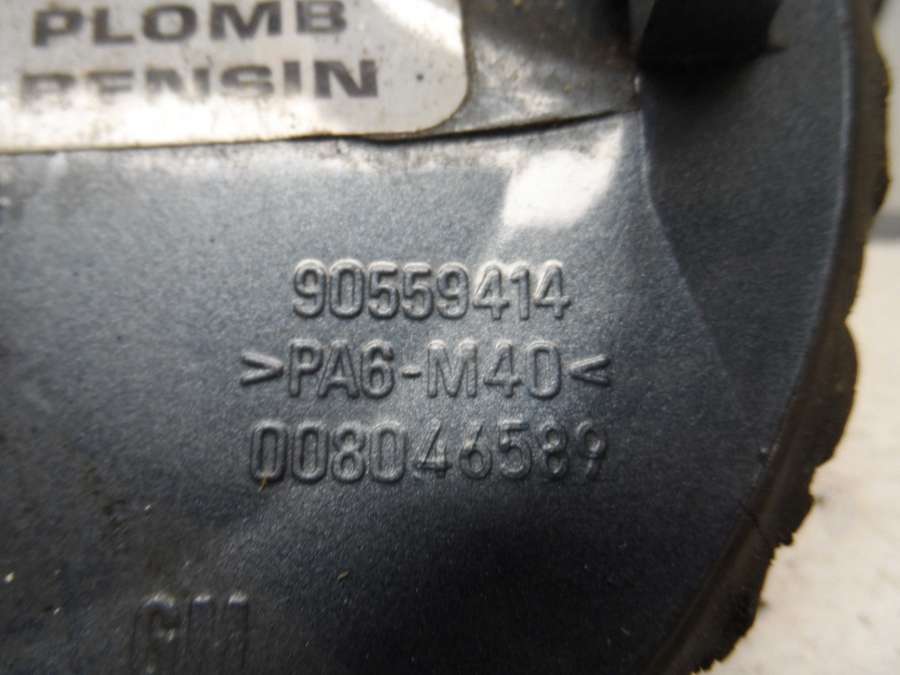 PLOMB
BENSIN
90559414
>PA6-M40<
008046589
GM